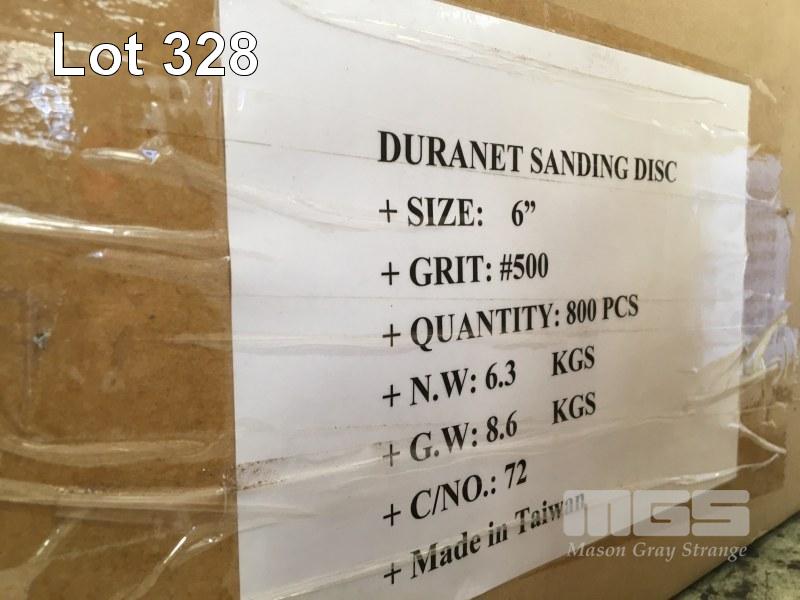 Lot 328
DURANET SANDING DISC
+ SIZE: 6”
+ GRIT: #500
+ QUANTITY: 800 PCS
+ N.W: 6.3 KGS
+ G.W: 8.6 KGS
+ C/NO.: 72
+ Made in Taiwan
MGS
Mason Gray Strange